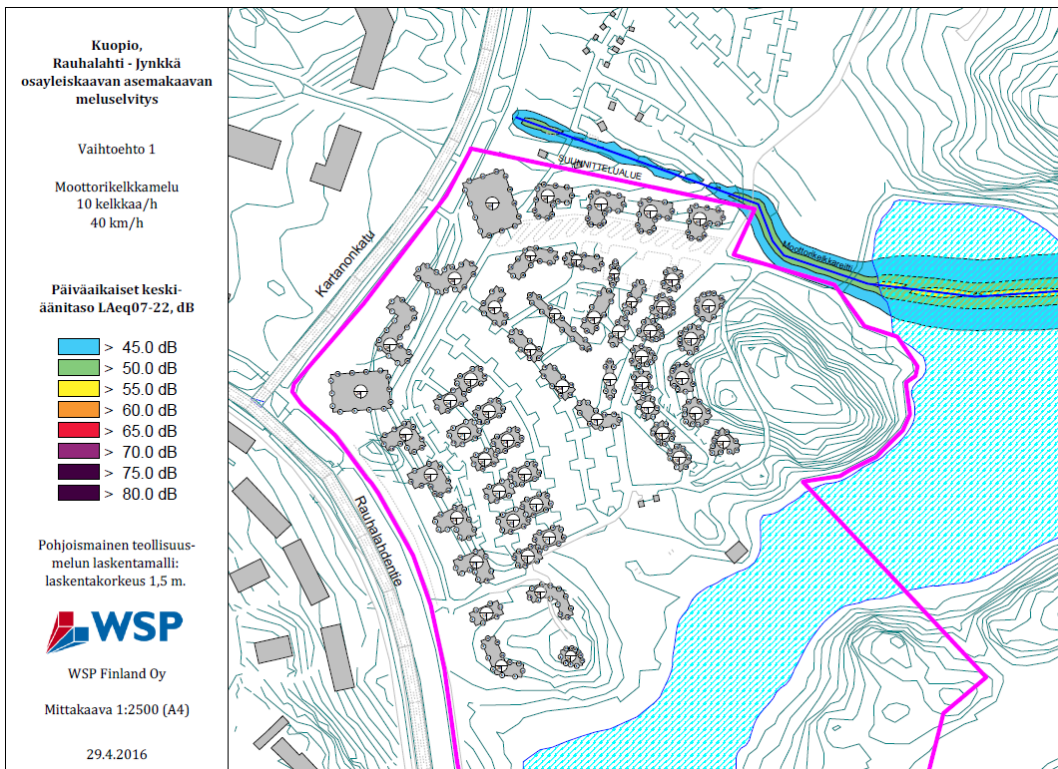 Kuopio,
Rauhalahti - Jynkkä
osayleiskaavan asemakaavan
meluselvitys
Vaihtoehto 1
Moottorikelkkamelu
10 kelkkaa/h
40 km/h
Päiväaikaiset keski-
äänitaso LAeq07-22, dB
> 45.0 dB
> 50.0 dB
> 55.0 dB
> 60.0 dB
> 65.0 dB
> 70.0 dB
> 75.0 dB
> 80.0 dB
Pohjoismainen teollisuus-
melun laskentamalli:
laskentakorkeus 1,5 m.
WSP
WSP Finland Oy
Mittakaava 1:2500 (A4)
29.4.2016
SUUNNITTELUALUE
Moottorikelkkareitti
Kartanonkatu
Rauhalahdentie